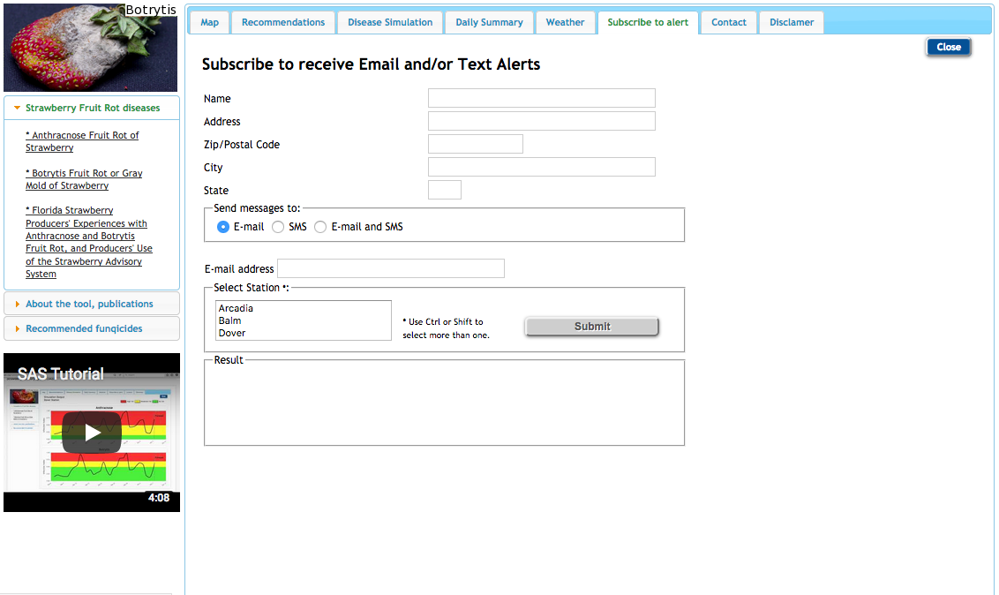 Botrytis
Map
Recommendations
Disease Simulation
Daily Summary
Weather
Subscribe to alert
Contact
Disclamer
Close
Strawberry Fruit Rot diseases
* Anthracnose Fruit Rot of
Strawberry
* Botrytis Fruit Rot or Gray
Mold of Strawberry
* Florida Strawberry
Producers' Experiences with
Anthracnose and Botrytis
Fruit Rot, and Producers' Use
of the Strawberry Advisory
System
About the tool, publications
Recommended fungicides
SAS Tutorial
4:08
Subscribe to receive Email and/or Text Alerts
Name
Address
Zip/Postal Code
City
State
Send messages to:
E-mail SMS E-mail and SMS
E-mail address
Select Station *:
Arcadia
Balm
Dover
* Use Ctrl or Shift to
select more than one.
Submit
Result